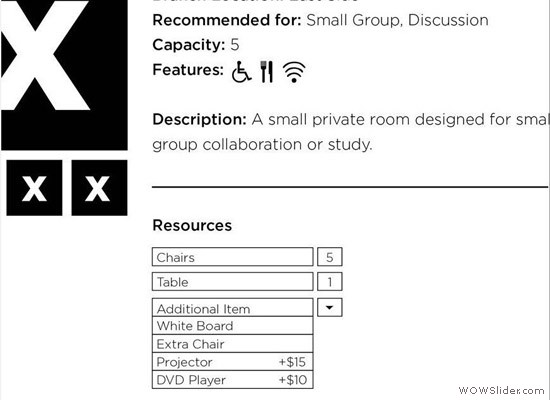 X
Recommended for: Small Group, Discussion
Capacity: 5
Features:
Description: A small private room designed for smal
group collaboration or study.
X X
Resources
Chairs 5
Table 1
Additional Item
White Board
Extra Chair
Projector +$15
DVD Player +$10
WOWSlider.com